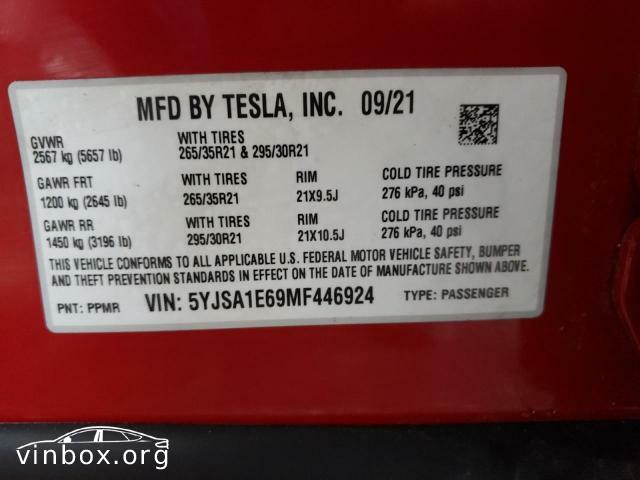 MFD BY TESLA, INC. 09/21
GVWR WITH TIRES
2567 kg (5657 lb) 265/35R21 & 295/30R21
GAWR FRT WITH TIRES RIM COLD TIRE PRESSURE
1200 kg (2645 lb) 265/35R21 21X9.5J 276 kPa, 40 psi
GAWR RR WITH TIRES RIM COLD TIRE PRESSURE
1450 kg (3196 lb) 295/30R21 21X10.5J 276 kPa, 40 psi
THIS VEHICLE CONFORMS TO ALL APPLICABLE U.S. FEDERAL MOTOR VEHICLE SAFETY, BUMPER
AND THEFT PREVENTION STANDARDS IN EFFECT ON THE DATE OF MANUFACTURE SHOWN ABOVE.
PNT: PPMR VIN: 5YJSA1E69MF446924 TYPE: PASSENGER
vinbox.org